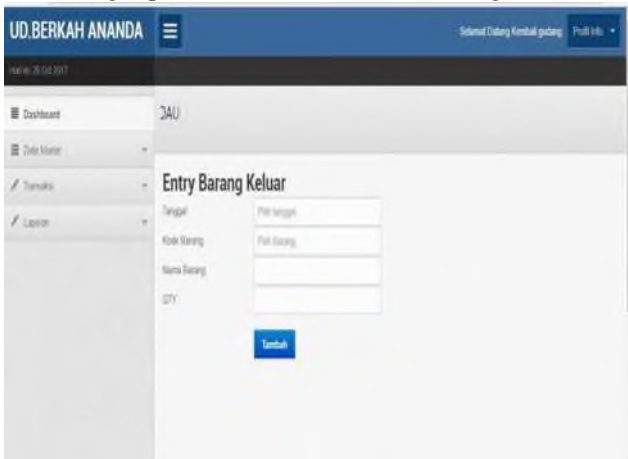 UD.BERKAH ANANDA
Selamat Datang Kembali gudang
Profil Info
Dashboard
Data Master
Transaksi
Laporan
Entry Barang Keluar
Tanggal
Pilih tanggal
Kode Barang
Pilih Barang
Nama Barang
QTY
Tambah